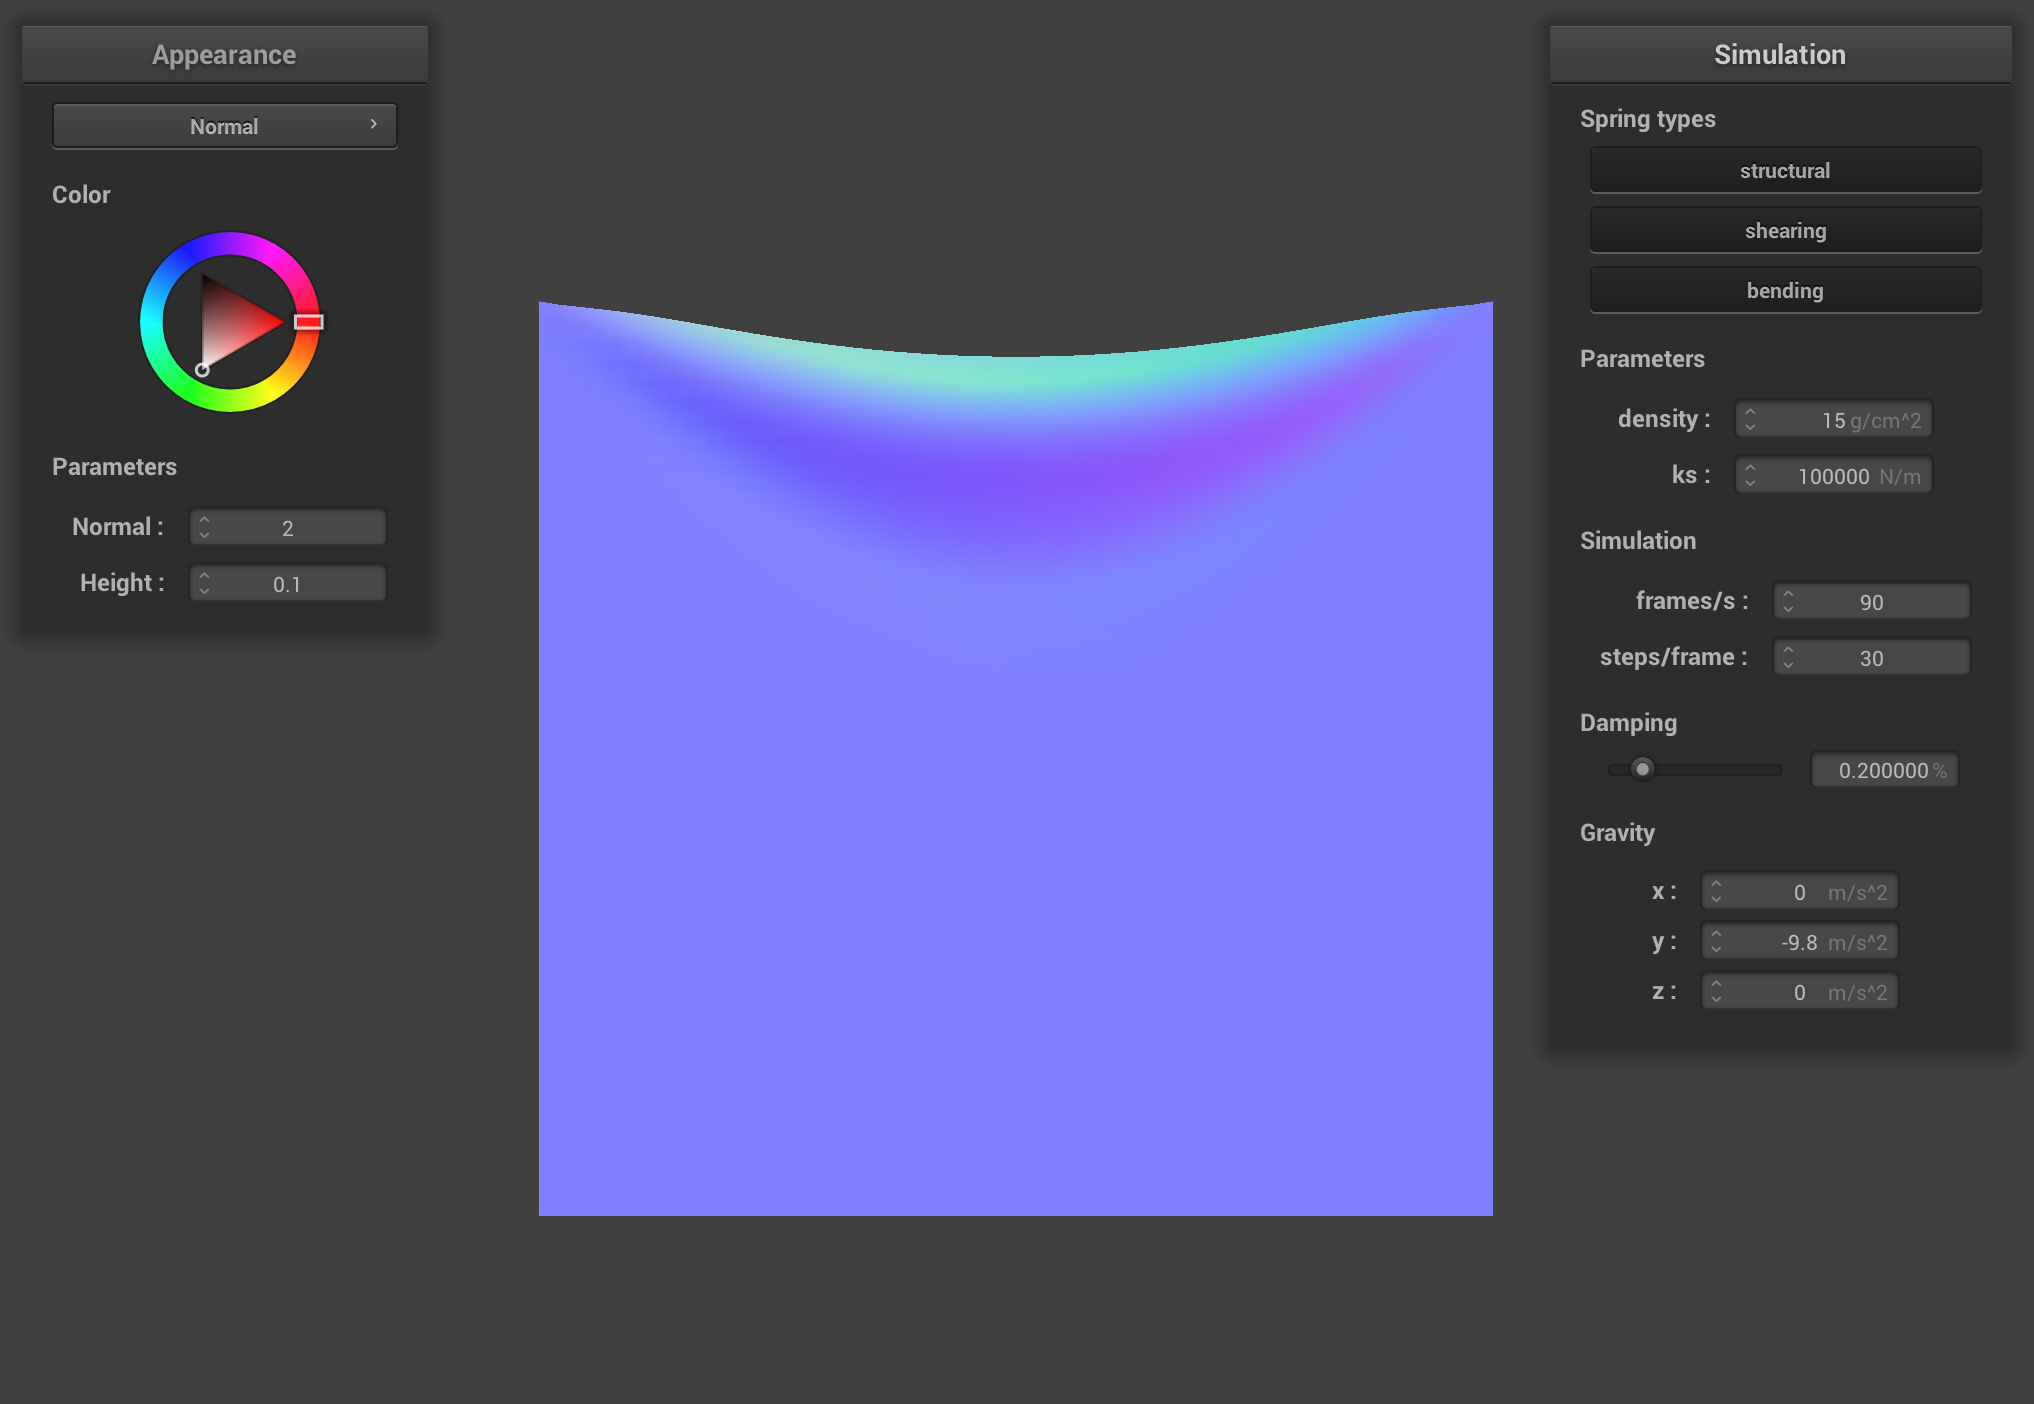 Appearance
Normal
Color
Parameters
Normal : 2
Height : 0.1
Simulation
Spring types
structural
shearing
bending
Parameters
density : 15 g/cm^2
ks : 100000 N/m
Simulation
frames/s : 90
steps/frame : 30
Damping
0.200000 %
Gravity
x : 0 m/s^2
y : -9.8 m/s^2
z : 0 m/s^2